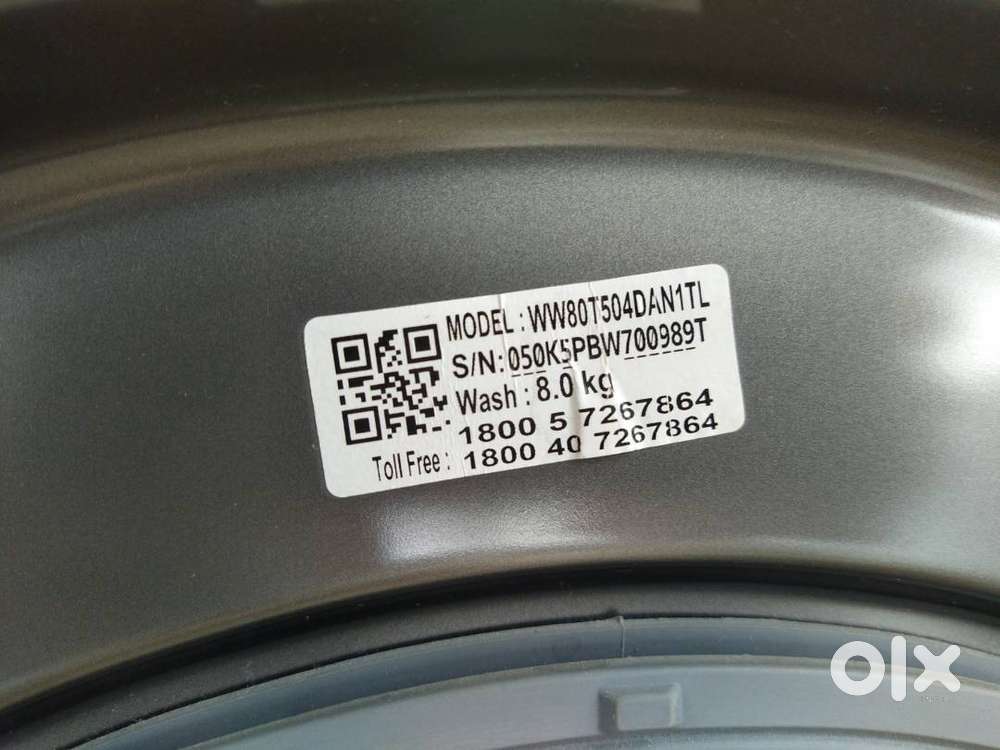 MODEL : WW80T504DAN1TL
S/N: 050K5PBW700989T
Wash : 8.0 kg
1800 5 7267864
Toll Free : 1800 40 7267864
olx